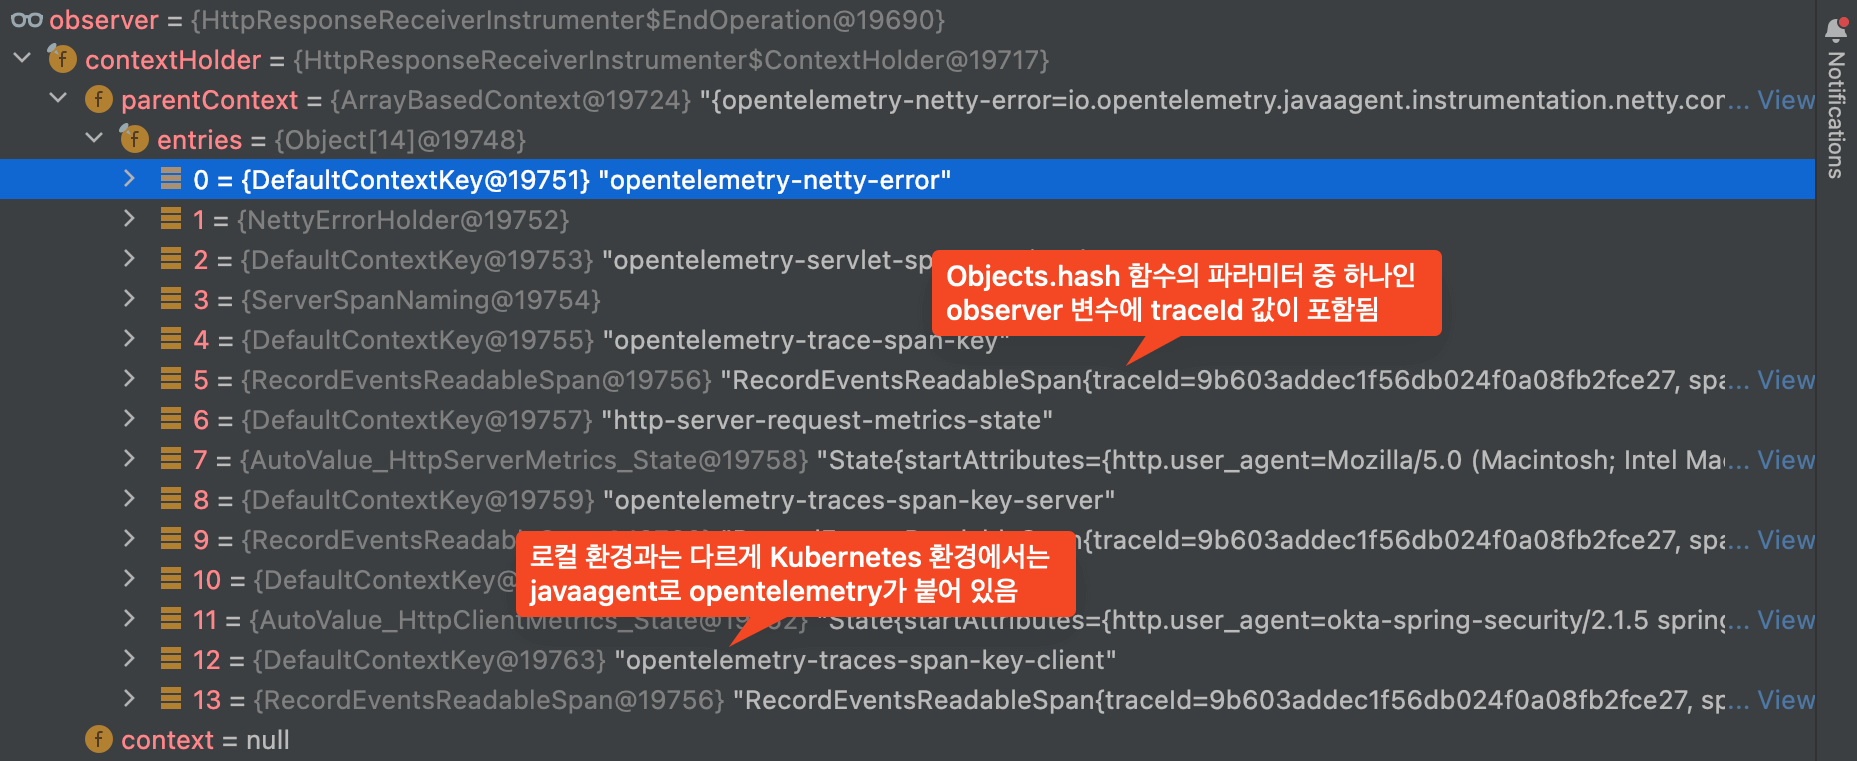 observer = {HttpResponseReceiverInstrumenter$EndOperation@19690}
contextHolder = {HttpResponseReceiverInstrumenter$ContextHolder@19717}
parentContext = {ArrayBasedContext@19724} "{opentelemetry-netty-error=io.opentelemetry.javaagent.instrumentation.netty.cor... View
entries = {Object[14]@19748}
0 = {DefaultContextKey@19751} "opentelemetry-netty-error"
1 = {NettyErrorHolder@19752}
2 = {DefaultContextKey@19753} "opentelemetry-servlet-sp
3 = {ServerSpanNaming@19754}
Objects.hash 함수의 파라미터 중 하나인
observer 변수에 traceId 값이 포함됨
4 = {DefaultContextKey@19755} "opentelemetry-trace-span-key"
5 = {RecordEventsReadableSpan@19756} "RecordEventsReadableSpan{traceId=9b603addec1f56db024f0a08fb2fce27, spa... View
6 = {DefaultContextKey@19757} "http-server-request-metrics-state"
7 = {AutoValue_HttpServerMetrics_State@19758} "State{startAttributes={http.user_agent=Mozilla/5.0 (Macintosh; Intel Mac... View
8 = {DefaultContextKey@19759} "opentelemetry-traces-span-key-server"
9 = {RecordEventsReadab {traceId=9b603addec1f56db024f0a08fb2fce27, spa... View
로컬 환경과는 다르게 Kubernetes 환경에서는
javaagent로 opentelemetry가 붙어 있음
10 = {DefaultContextKey@
11 = {AutoValue_HttpClientMetrics_State@19762} "State{startAttributes={http.user_agent=okta-spring-security/2.1.5 spring... View
12 = {DefaultContextKey@19763} "opentelemetry-traces-span-key-client"
13 = {RecordEventsReadableSpan@19756} "RecordEventsReadableSpan{traceId=9b603addec1f56db024f0a08fb2fce27, sp... View
context = null
Notifications